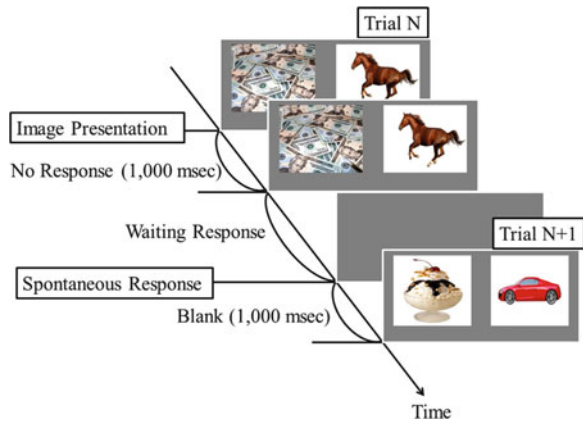 Trial N
Image Presentation
No Response (1,000 msec)
Waiting Response
Trial N+1
Spontaneous Response
Blank (1,000 msec)
Time